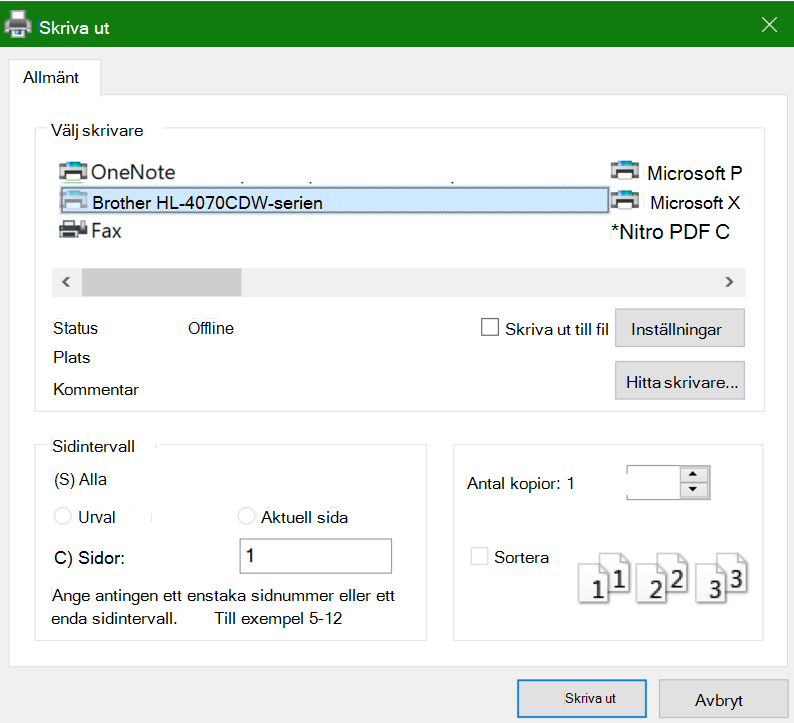 Skriva ut
Allmänt
Välj skrivare
OneNote
Microsoft P
Brother HL-4070CDW-serien
Microsoft X
Fax
*Nitro PDF C
Status Offline
Skriva ut till fil
Inställningar
Plats
Kommentar
Hitta skrivare...
Sidintervall
(S) Alla
Urval
Aktuell sida
C) Sidor: 1
Ange antingen ett enstaka sidnummer eller ett
enda sidintervall. Till exempel 5-12
Antal kopior: 1
Sortera
1 1 2 2 3 3
Skriva ut
Avbryt